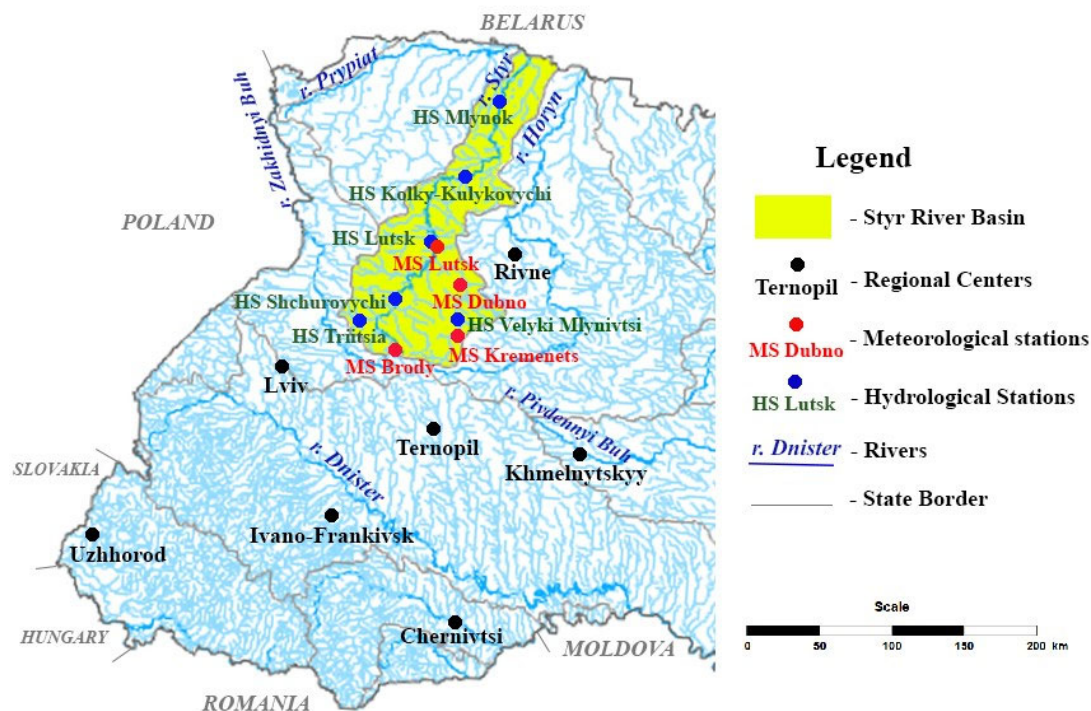 BELARUS
r. Prypiat
r. Styr
r. Zakhidnyi Buh
HS Mlynok
r. Horyn
HS Kolky-Kulykovychi
POLAND
HS Lutsk
MS Lutsk
Rivne
HS Shchurovychi
MS Dubno
HS Triitsia
HS Velyki Mlynivtsi
MS Brody
MS Kremenets
Lviv
r. Pivdennyi Buh
Ternopil
r. Dnister
Khmelnytskyy
SLOVAKIA
Ivano-Frankivsk
Uzhhorod
HUNGARY
Chernivtsi
MOLDOVA
ROMANIA
Legend
- Styr River Basin
Ternopil - Regional Centers
MS Dubno - Meteorological stations
HS Lutsk - Hydrological Stations
r. Dnister - Rivers
- State Border
Scale
0 50 100 150 200 km